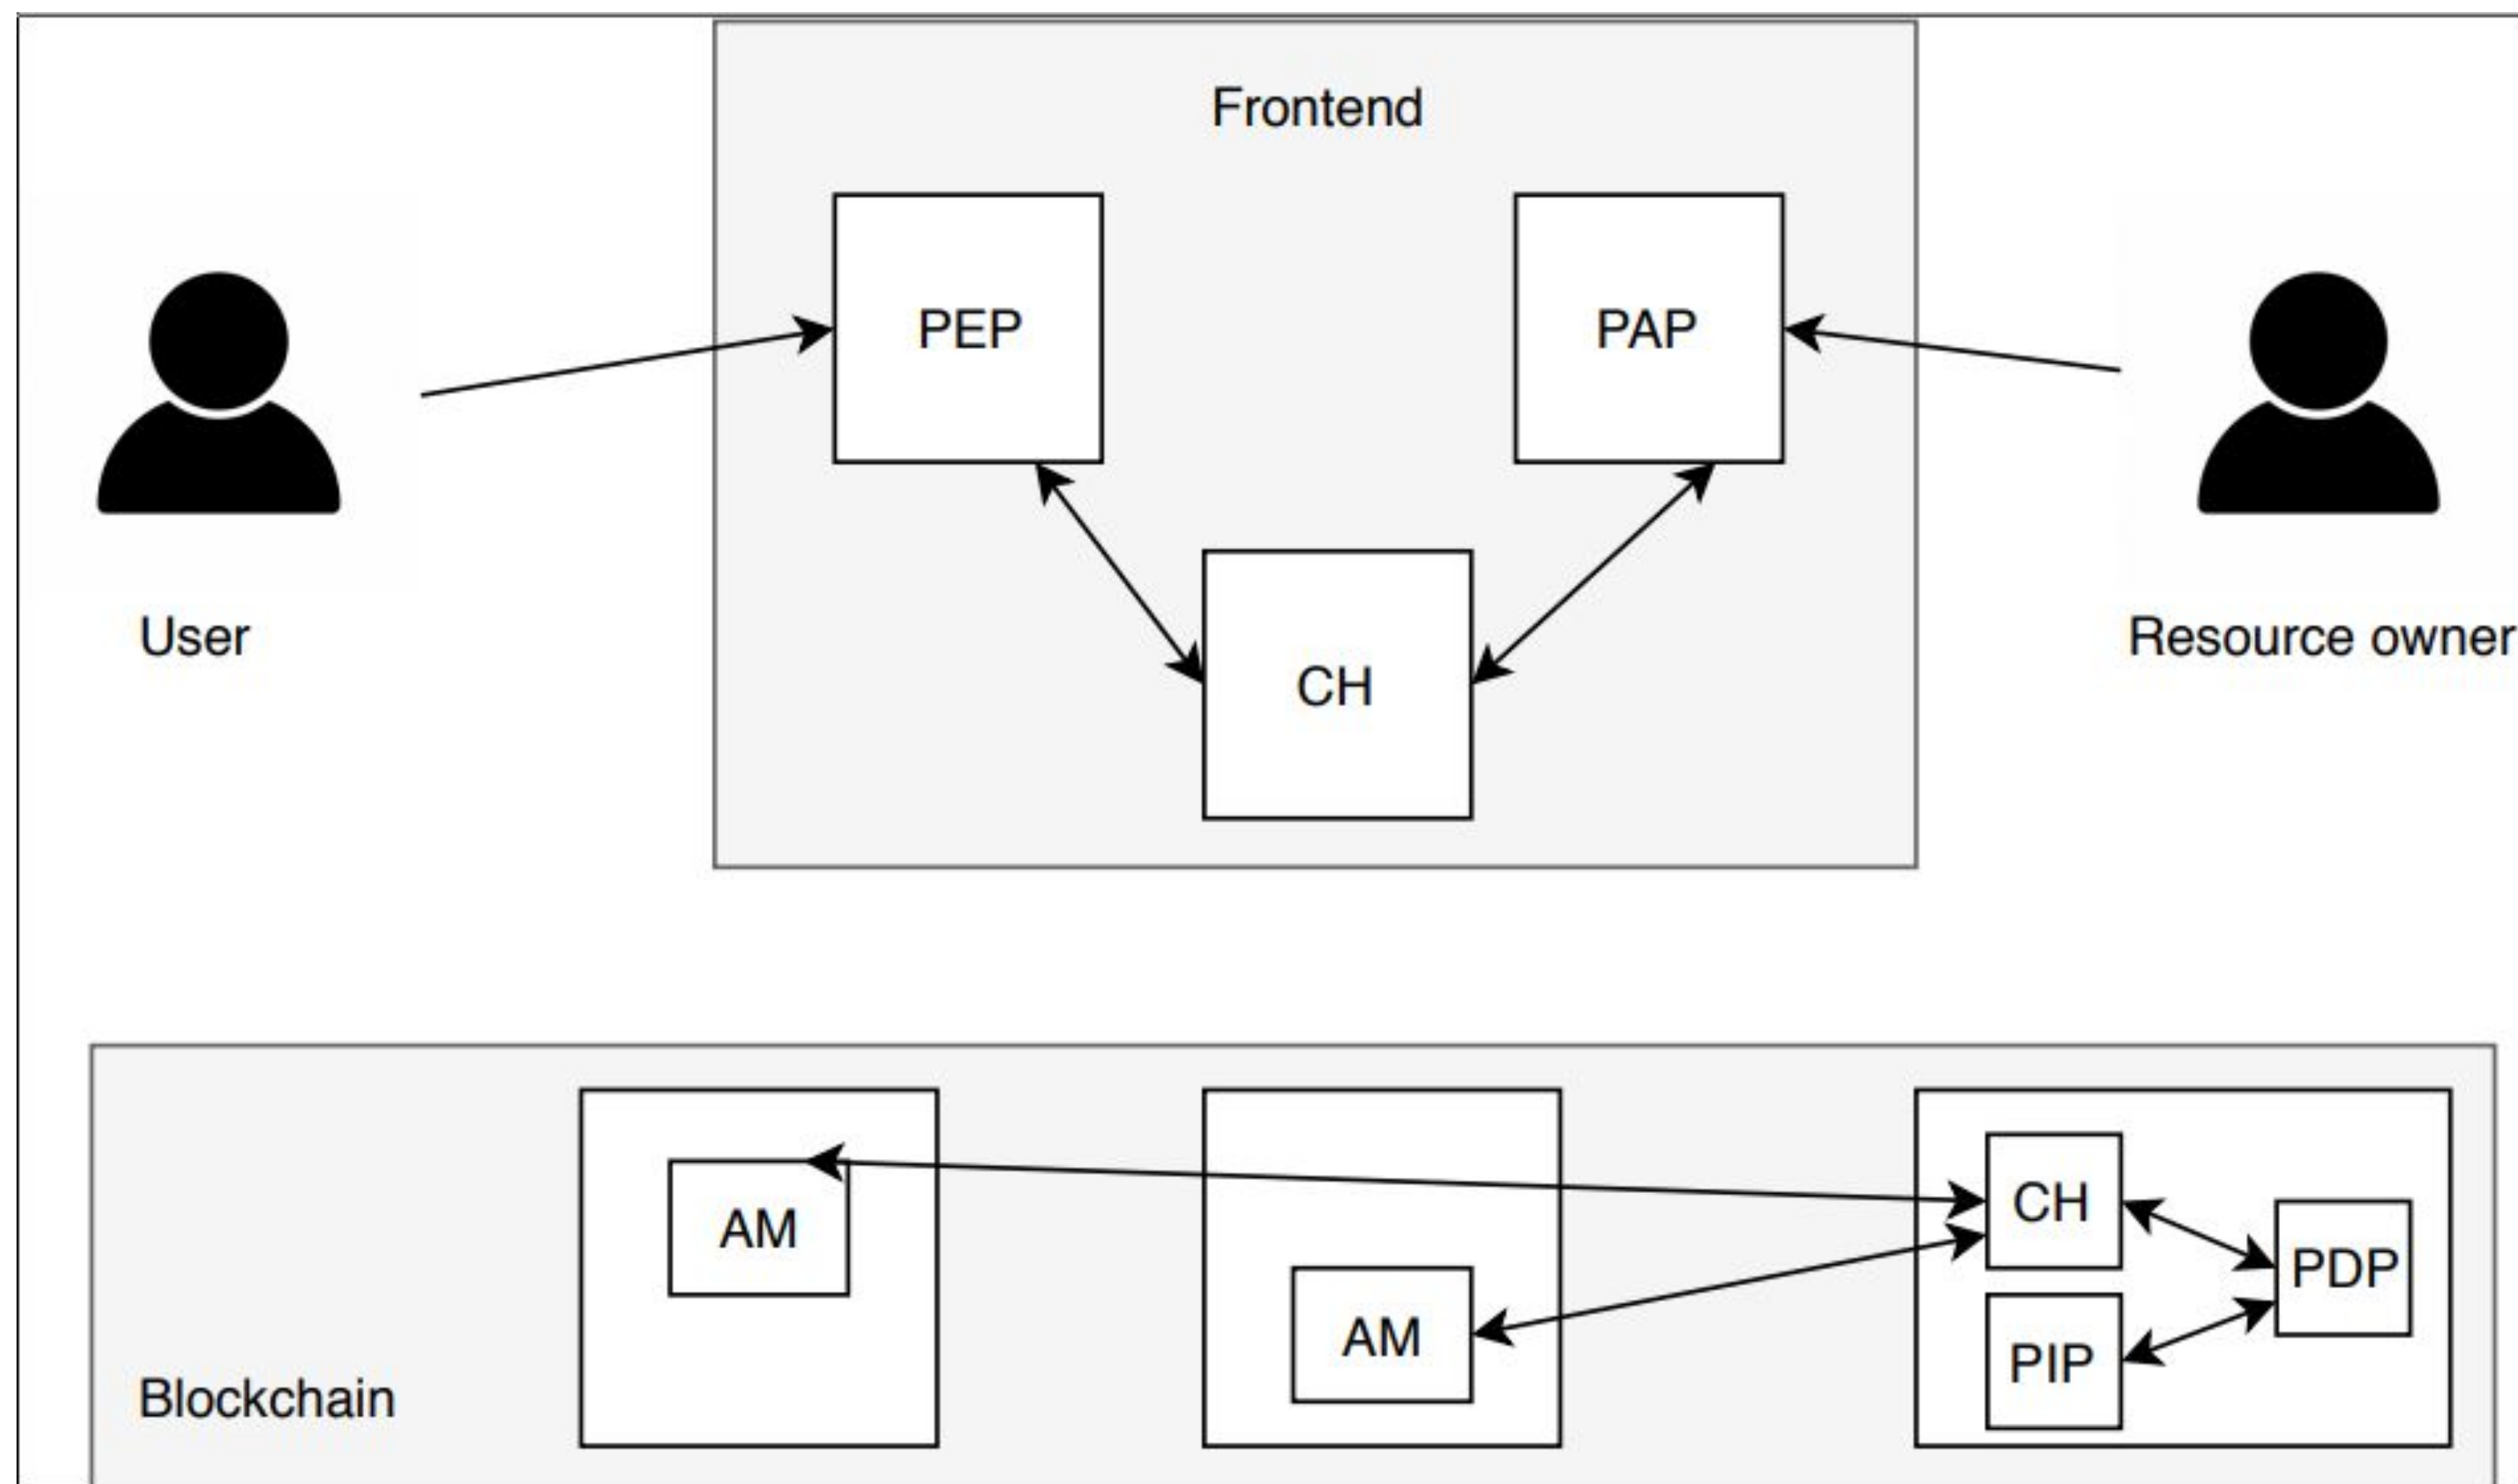 Frontend
PEP
PAP
User
CH
Resource owner
AM
CH
PDP
AM
PIP
Blockchain